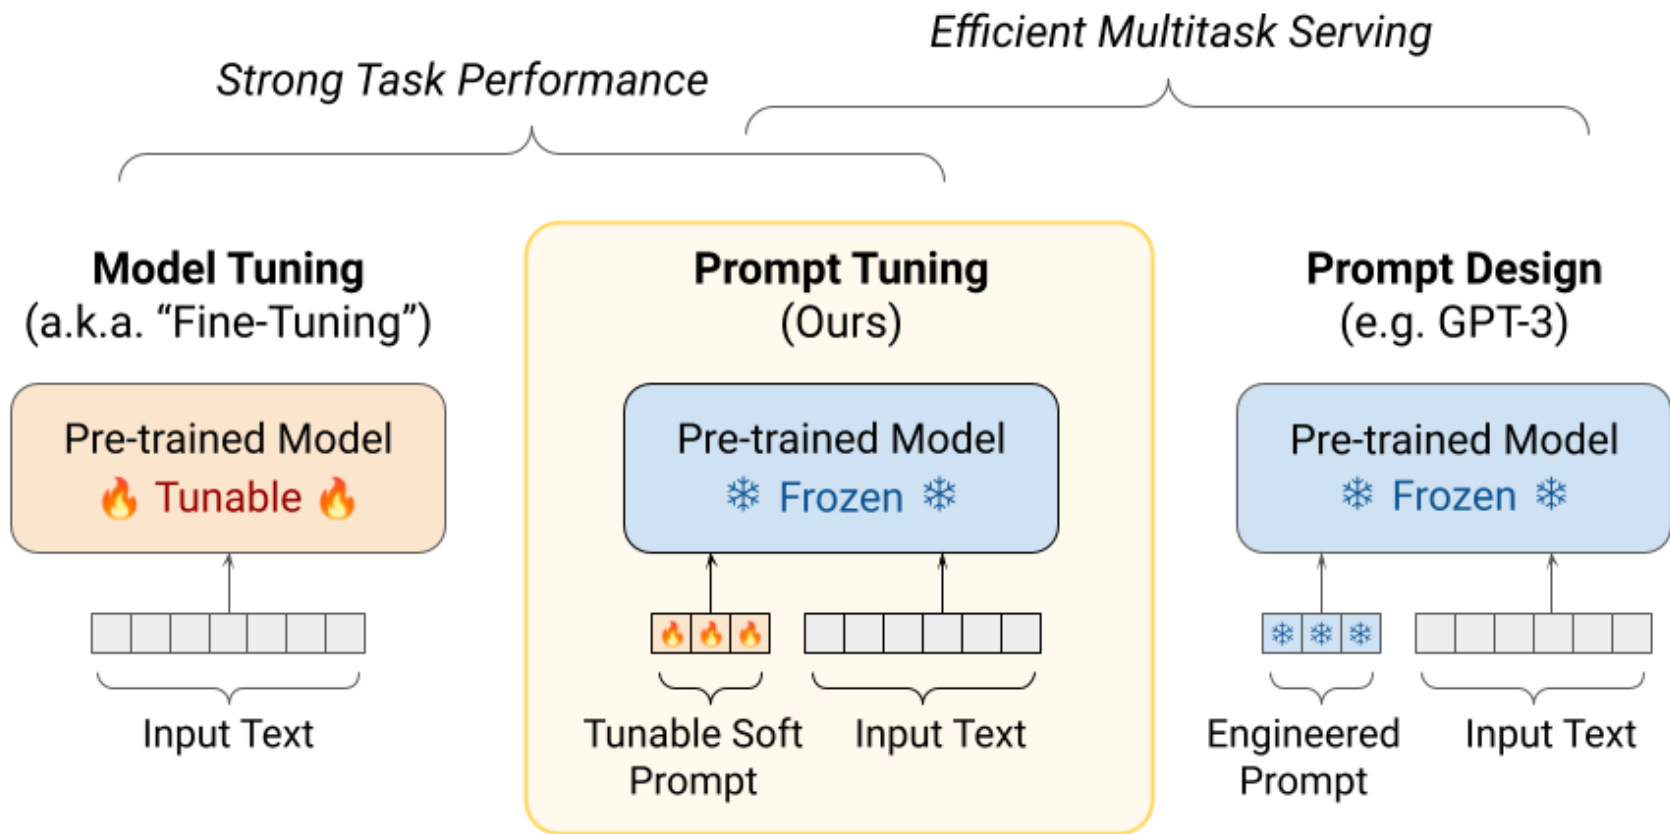 Efficient Multitask Serving
Strong Task Performance
Model Tuning
(a.k.a. “Fine-Tuning”)
Pre-trained Model
🔥 Tunable 🔥
Input Text
Prompt Tuning
(Ours)
Pre-trained Model
❄ Frozen ❄
Tunable Soft
Prompt
Input Text
Prompt Design
(e.g. GPT-3)
Pre-trained Model
❄ Frozen ❄
Engineered
Prompt
Input Text